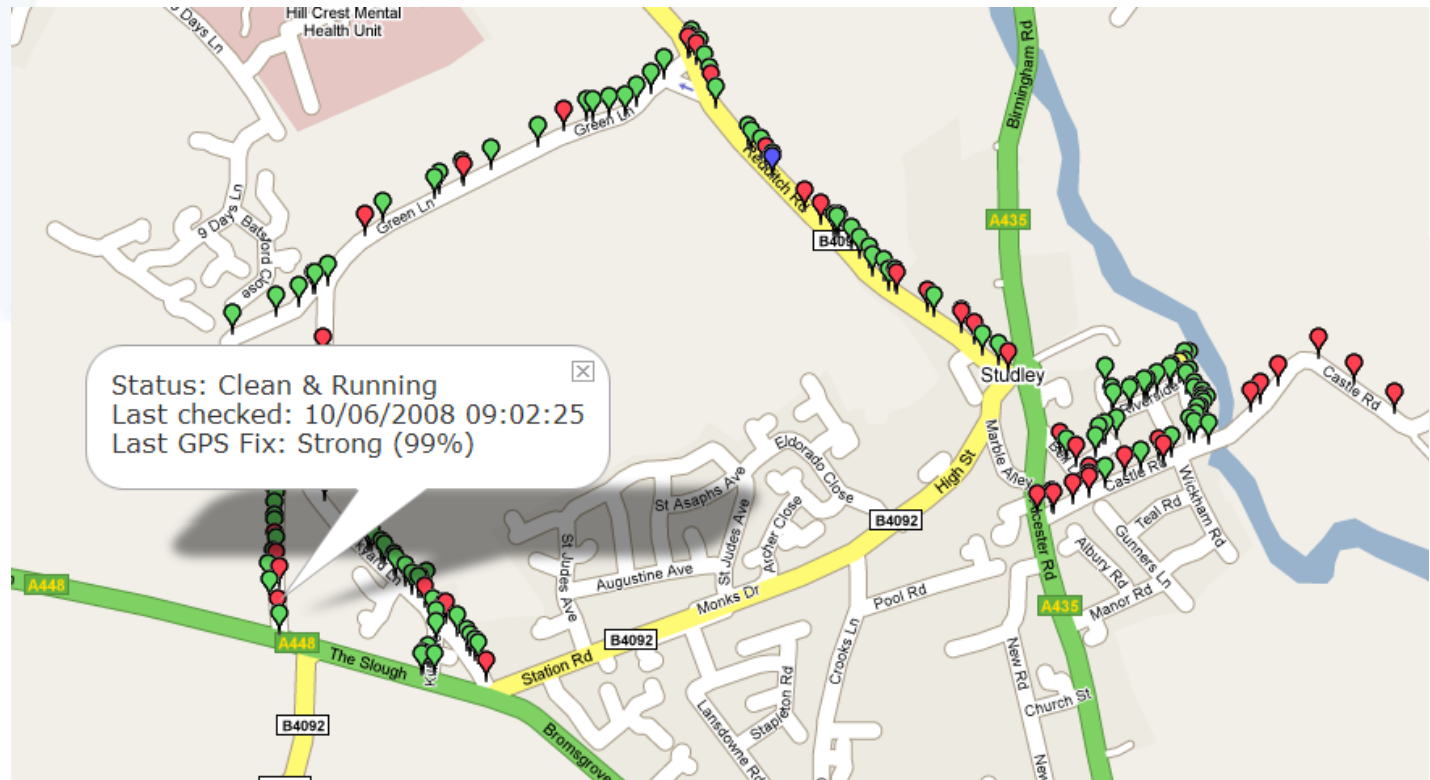 Hill Crest Mental
Health Unit
Days Ln
Green Ln
Green Ln
9 Days Ln
Batsford Close
Redditch Rd
Birmingham Rd
A435
Studley
Riverside
Castle Rd
Castle Rd
Status: Clean & Running
Last checked: 10/06/2008 09:02:25
Last GPS Fix: Strong (99%)
Marble Alley
High St
Eldorado Close
St Asaphs Ave
St Judes Ave
St Judes Ave
Archer Close
Augustine Ave
B4092
Monks Dr
Pool Rd
Wickham Rd
Teal Rd
Gunners Ln
Albury Rd
Manor Rd
A435
A448
A448
The Slough
Station Rd
B4092
B4092
Crooks Ln
New Rd
Church St
Stapleton Rd
Lansdowne Rd
Bromsgrove
New